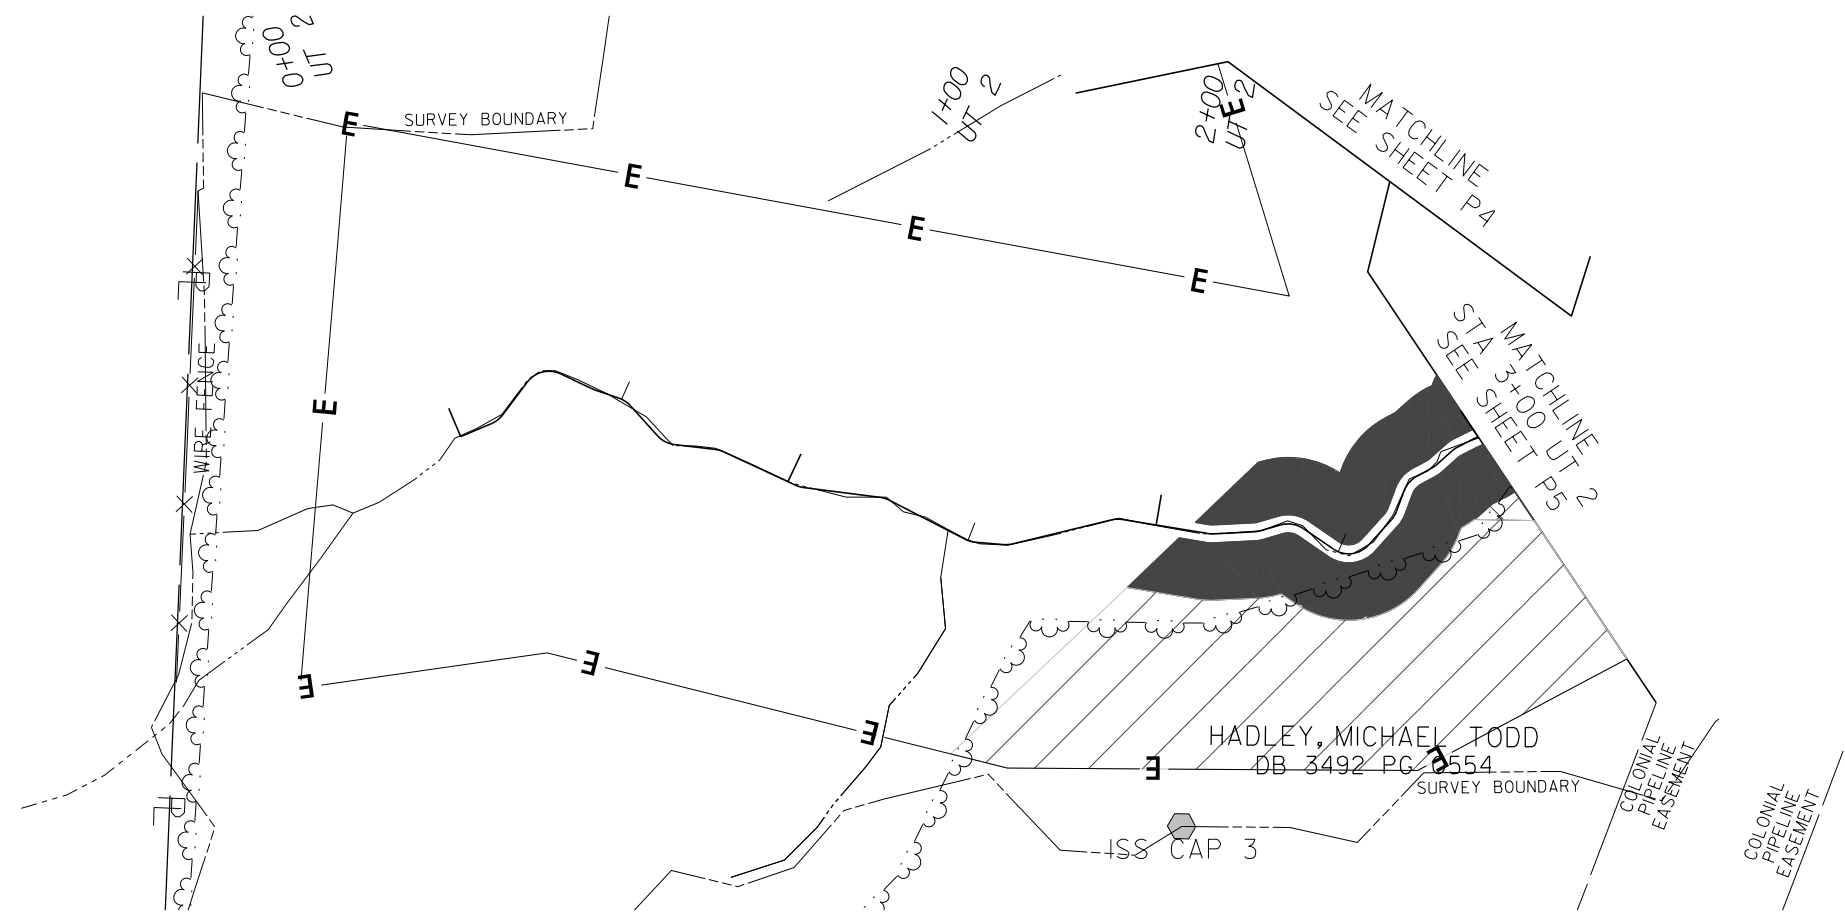 0+00
UT 2
E
SURVEY BOUNDARY
E
E
E
1+00
UT 2
2+00
UT 2
E
MATCHLINE
SEE SHEET P4
PL
WIRE FENCE
E
MATCHLINE
STA 3+00 UT 2
SEE SHEET P5
E
E
E
E
E
HADLEY, MICHAEL TODD
DB 3492 PG
SURVEY BOUNDARY
COLONIAL
PIPELINE
EASEMENT
COLONIAL
PIPELINE
EASEMENT
PL
ISS CAP 3